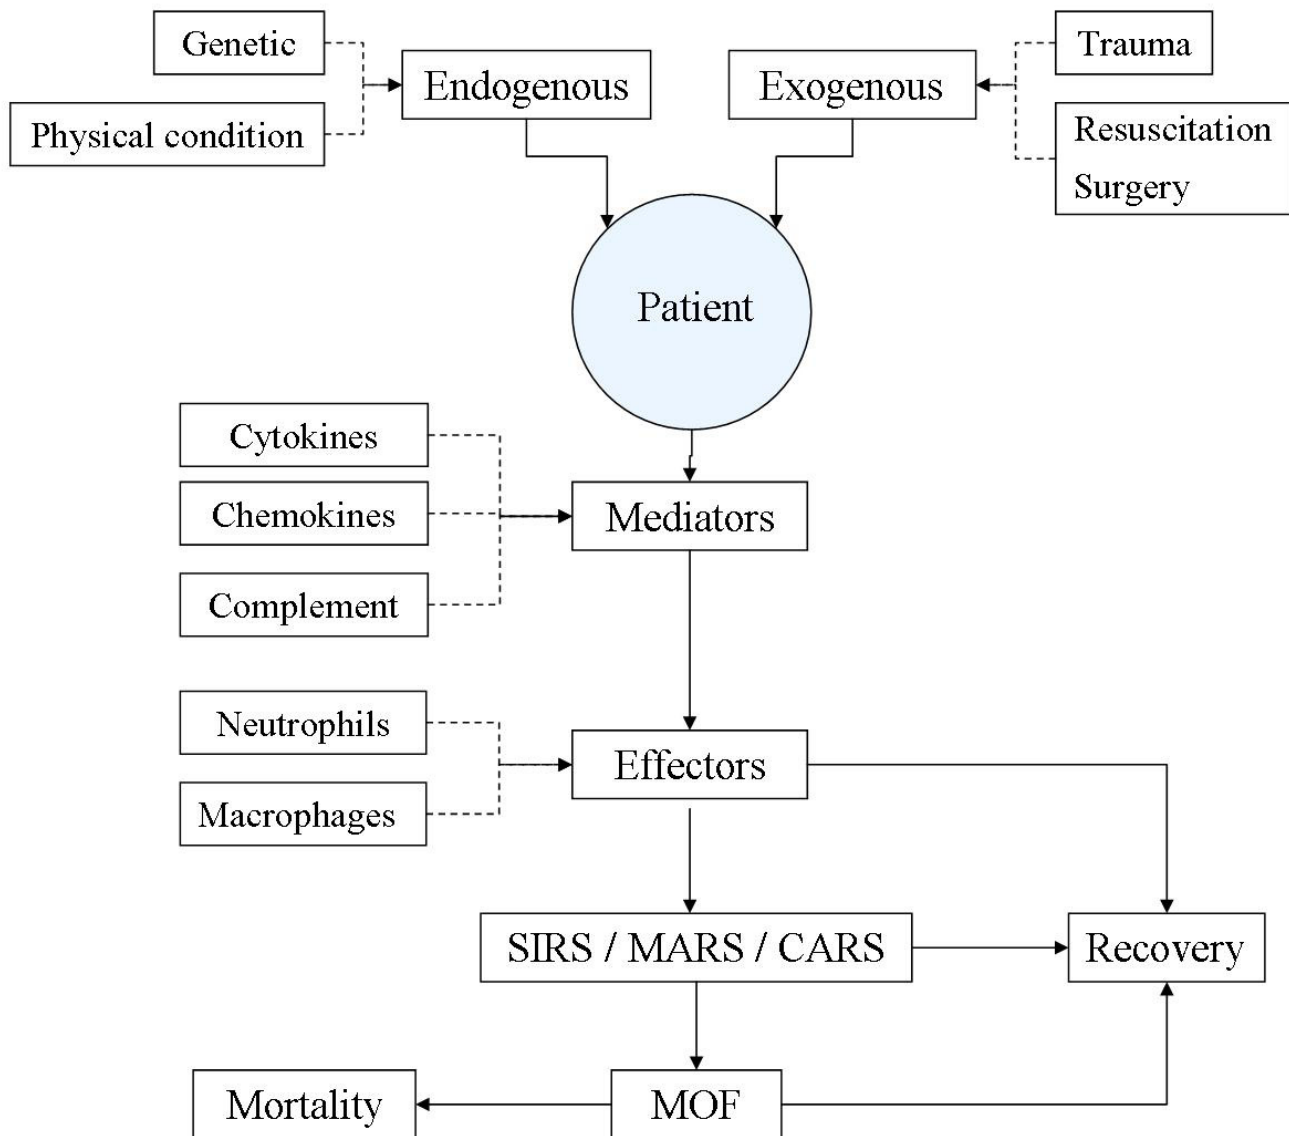 Genetic
Trauma
Endogenous
Exogenous
Physical condition
Resuscitation
Surgery
Patient
Cytokines
Chemokines
Mediators
Complement
Neutrophils
Effectors
Macrophages
SIRS / MARS / CARS
Recovery
Mortality
MOF